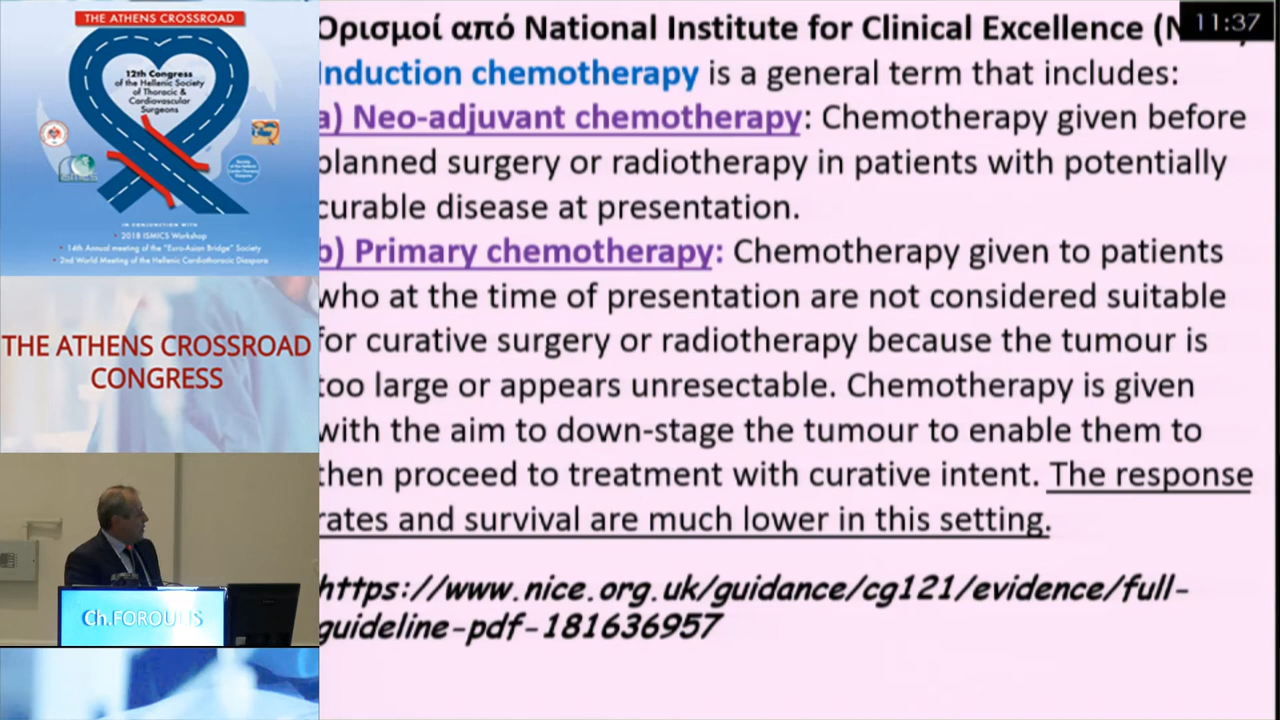 THE ATHENS CROSSROAD
12th Congress
of the Hellenic Society
of Thoracic &
Cardiovascular
Surgeons
IN CONJUNCTION WITH
• 2018 ISMICS Workshop
• 14th Annual meeting of the "Euro-Asian Bridge" Society
• 2nd World Meeting of the Hellenic Cardiothoracic Diaspora
THE ATHENS CROSSROAD
CONGRESS
Ch.FOROULIS
11:37
Ορισμοί από National Institute for Clinical Excellence (N
Induction chemotherapy is a general term that includes:
a) Neo-adjuvant chemotherapy: Chemotherapy given before
planned surgery or radiotherapy in patients with potentially
curable disease at presentation.
b) Primary chemotherapy: Chemotherapy given to patients
who at the time of presentation are not considered suitable
for curative surgery or radiotherapy because the tumour is
too large or appears unresectable. Chemotherapy is given
with the aim to down-stage the tumour to enable them to
then proceed to treatment with curative intent. The response
rates and survival are much lower in this setting.
https://www.nice.org.uk/guidance/cg121/evidence/full-
guideline-pdf-181636957